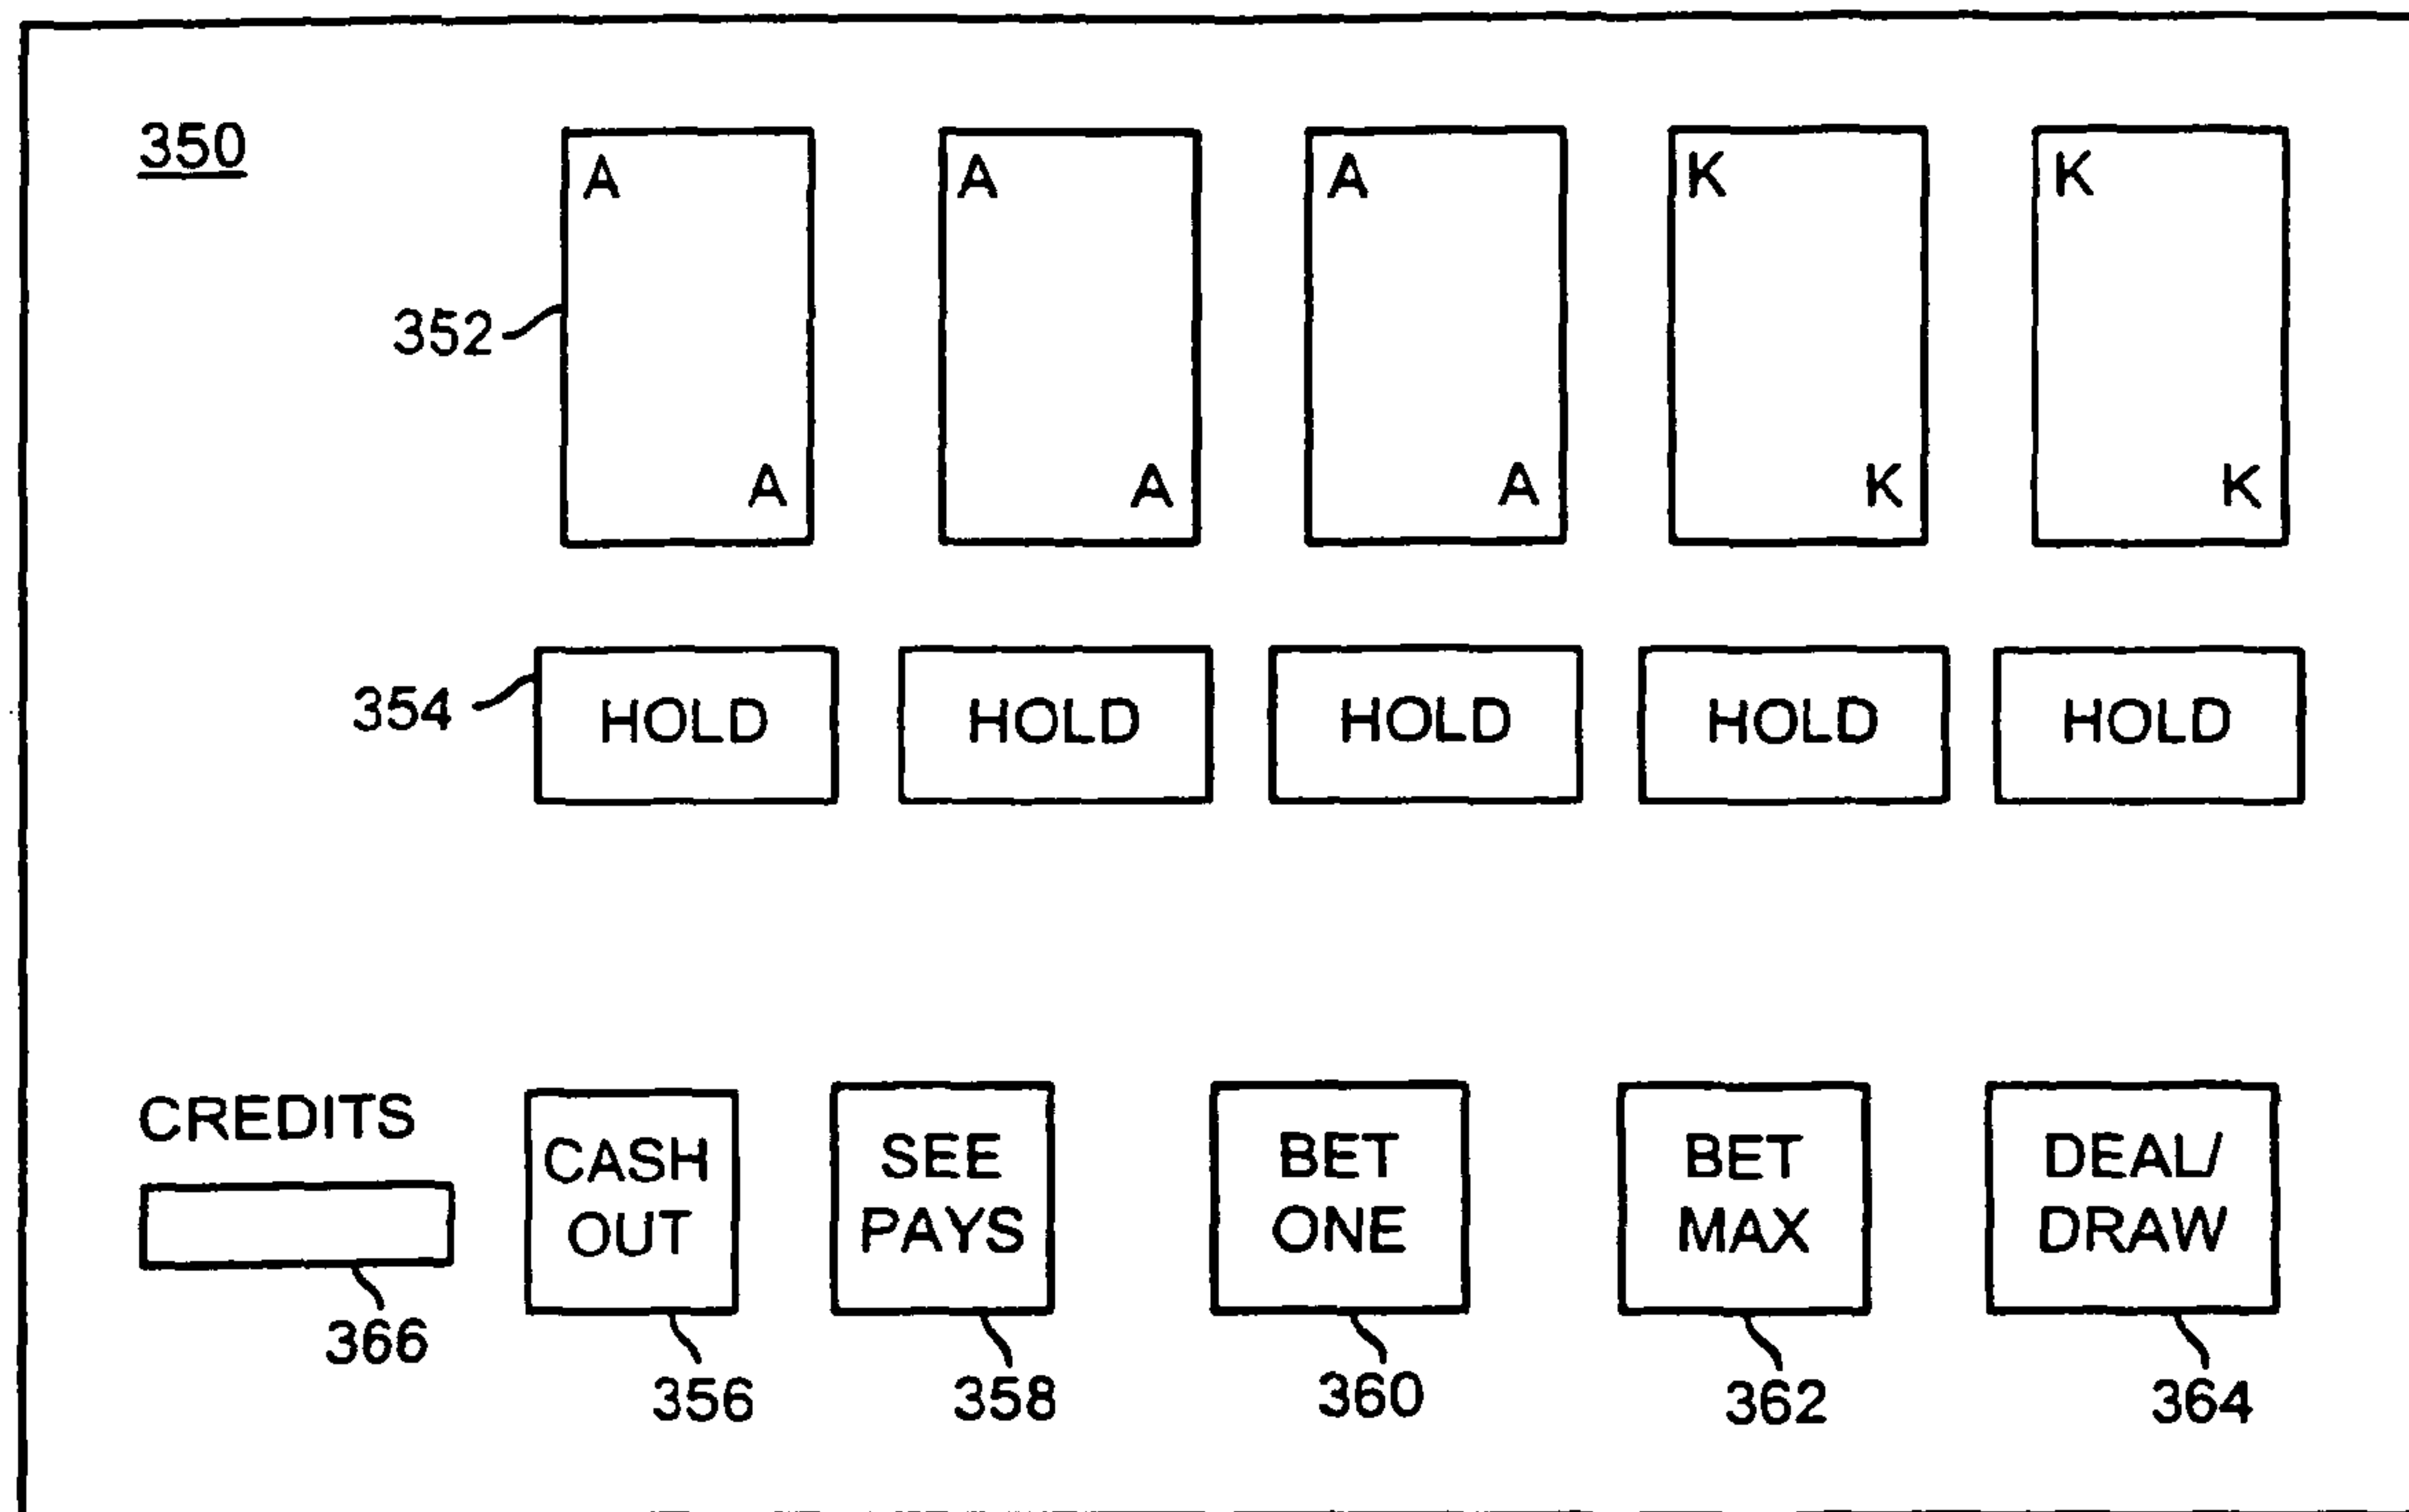 350
A A A K K
352
A A A K K
354 HOLD HOLD HOLD HOLD HOLD
CREDITS
CASH OUT
SEE PAYS
BET ONE
BET MAX
DEAL/ DRAW
366
356 358 360 362 364